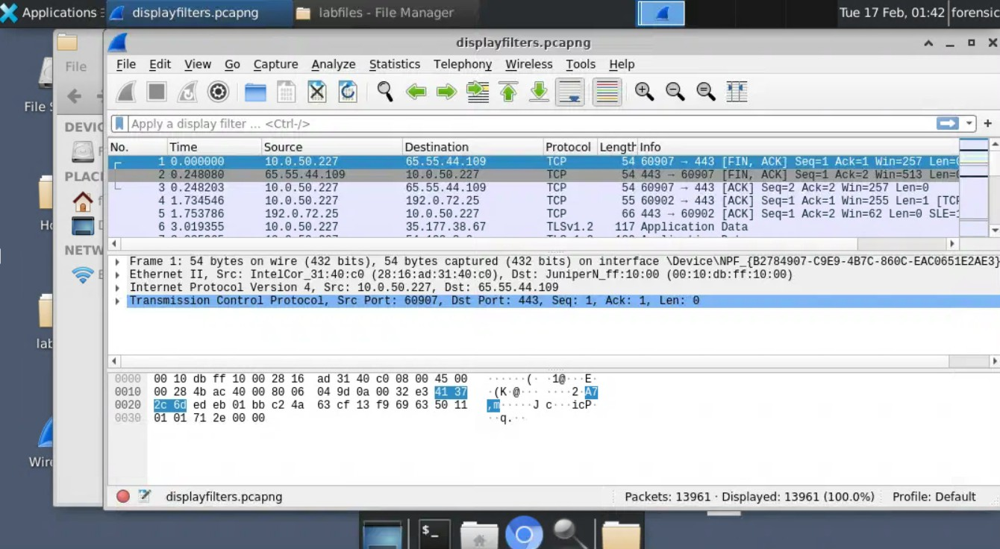 Applications
displayfilters.pcapng
labfiles - File Manager
Tue 17 Feb, 01:42
forensic
displayfilters.pcapng
File
File Edit View Go Capture Analyze Statistics Telephony Wireless Tools Help
File S
DEVIC
Apply a display filter ... <Ctrl-/>
+
No. Time Source Destination Protocol Length Info
1 0.000000 10.0.50.227 65.55.44.109 TCP 54 60907 → 443 [FIN, ACK] Seq=1 Ack=1 Win=257 Len=0
2 0.248080 65.55.44.109 10.0.50.227 TCP 54 443 → 60907 [FIN, ACK] Seq=1 Ack=2 Win=513 Len=0
3 0.248203 10.0.50.227 65.55.44.109 TCP 54 60907 → 443 [ACK] Seq=2 Ack=2 Win=257 Len=0
4 1.734546 10.0.50.227 192.0.72.25 TCP 55 60902 → 443 [ACK] Seq=1 Ack=1 Win=255 Len=1 [TCP
5 1.753786 192.0.72.25 10.0.50.227 TCP 66 443 → 60902 [ACK] Seq=1 Ack=2 Win=62 Len=0 SLE=1
6 3.019355 10.0.50.227 35.177.38.67 TLSv1.2 117 Application Data
PLAC
Ho
NETW
lab
Wire
Frame 1: 54 bytes on wire (432 bits), 54 bytes captured (432 bits) on interface \Device\NPF_{B2784907-C9E9-4B7C-860C-EAC0651E2AE3}
Ethernet II, Src: IntelCor_31:40:c0 (28:16:ad:31:40:c0), Dst: JuniperN_ff:10:00 (00:10:db:ff:10:00)
Internet Protocol Version 4, Src: 10.0.50.227, Dst: 65.55.44.109
Transmission Control Protocol, Src Port: 60907, Dst Port: 443, Seq: 1, Ack: 1, Len: 0
0000 00 10 db ff 10 00 28 16 ad 31 40 c0 08 00 45 00 ······(· ·1@···E·
0010 00 28 4b ac 40 00 80 06 04 9d 0a 00 32 e3 41 37 ·(K·@··· ····2·A7
0020 2c 6d ed eb 01 bb c2 4a 63 cf 13 f9 69 63 50 11 ,m·····J c···icP·
0030 01 01 71 2e 00 00 ··q.··
displayfilters.pcapng
Packets: 13961 · Displayed: 13961 (100.0%)
Profile: Default
$_